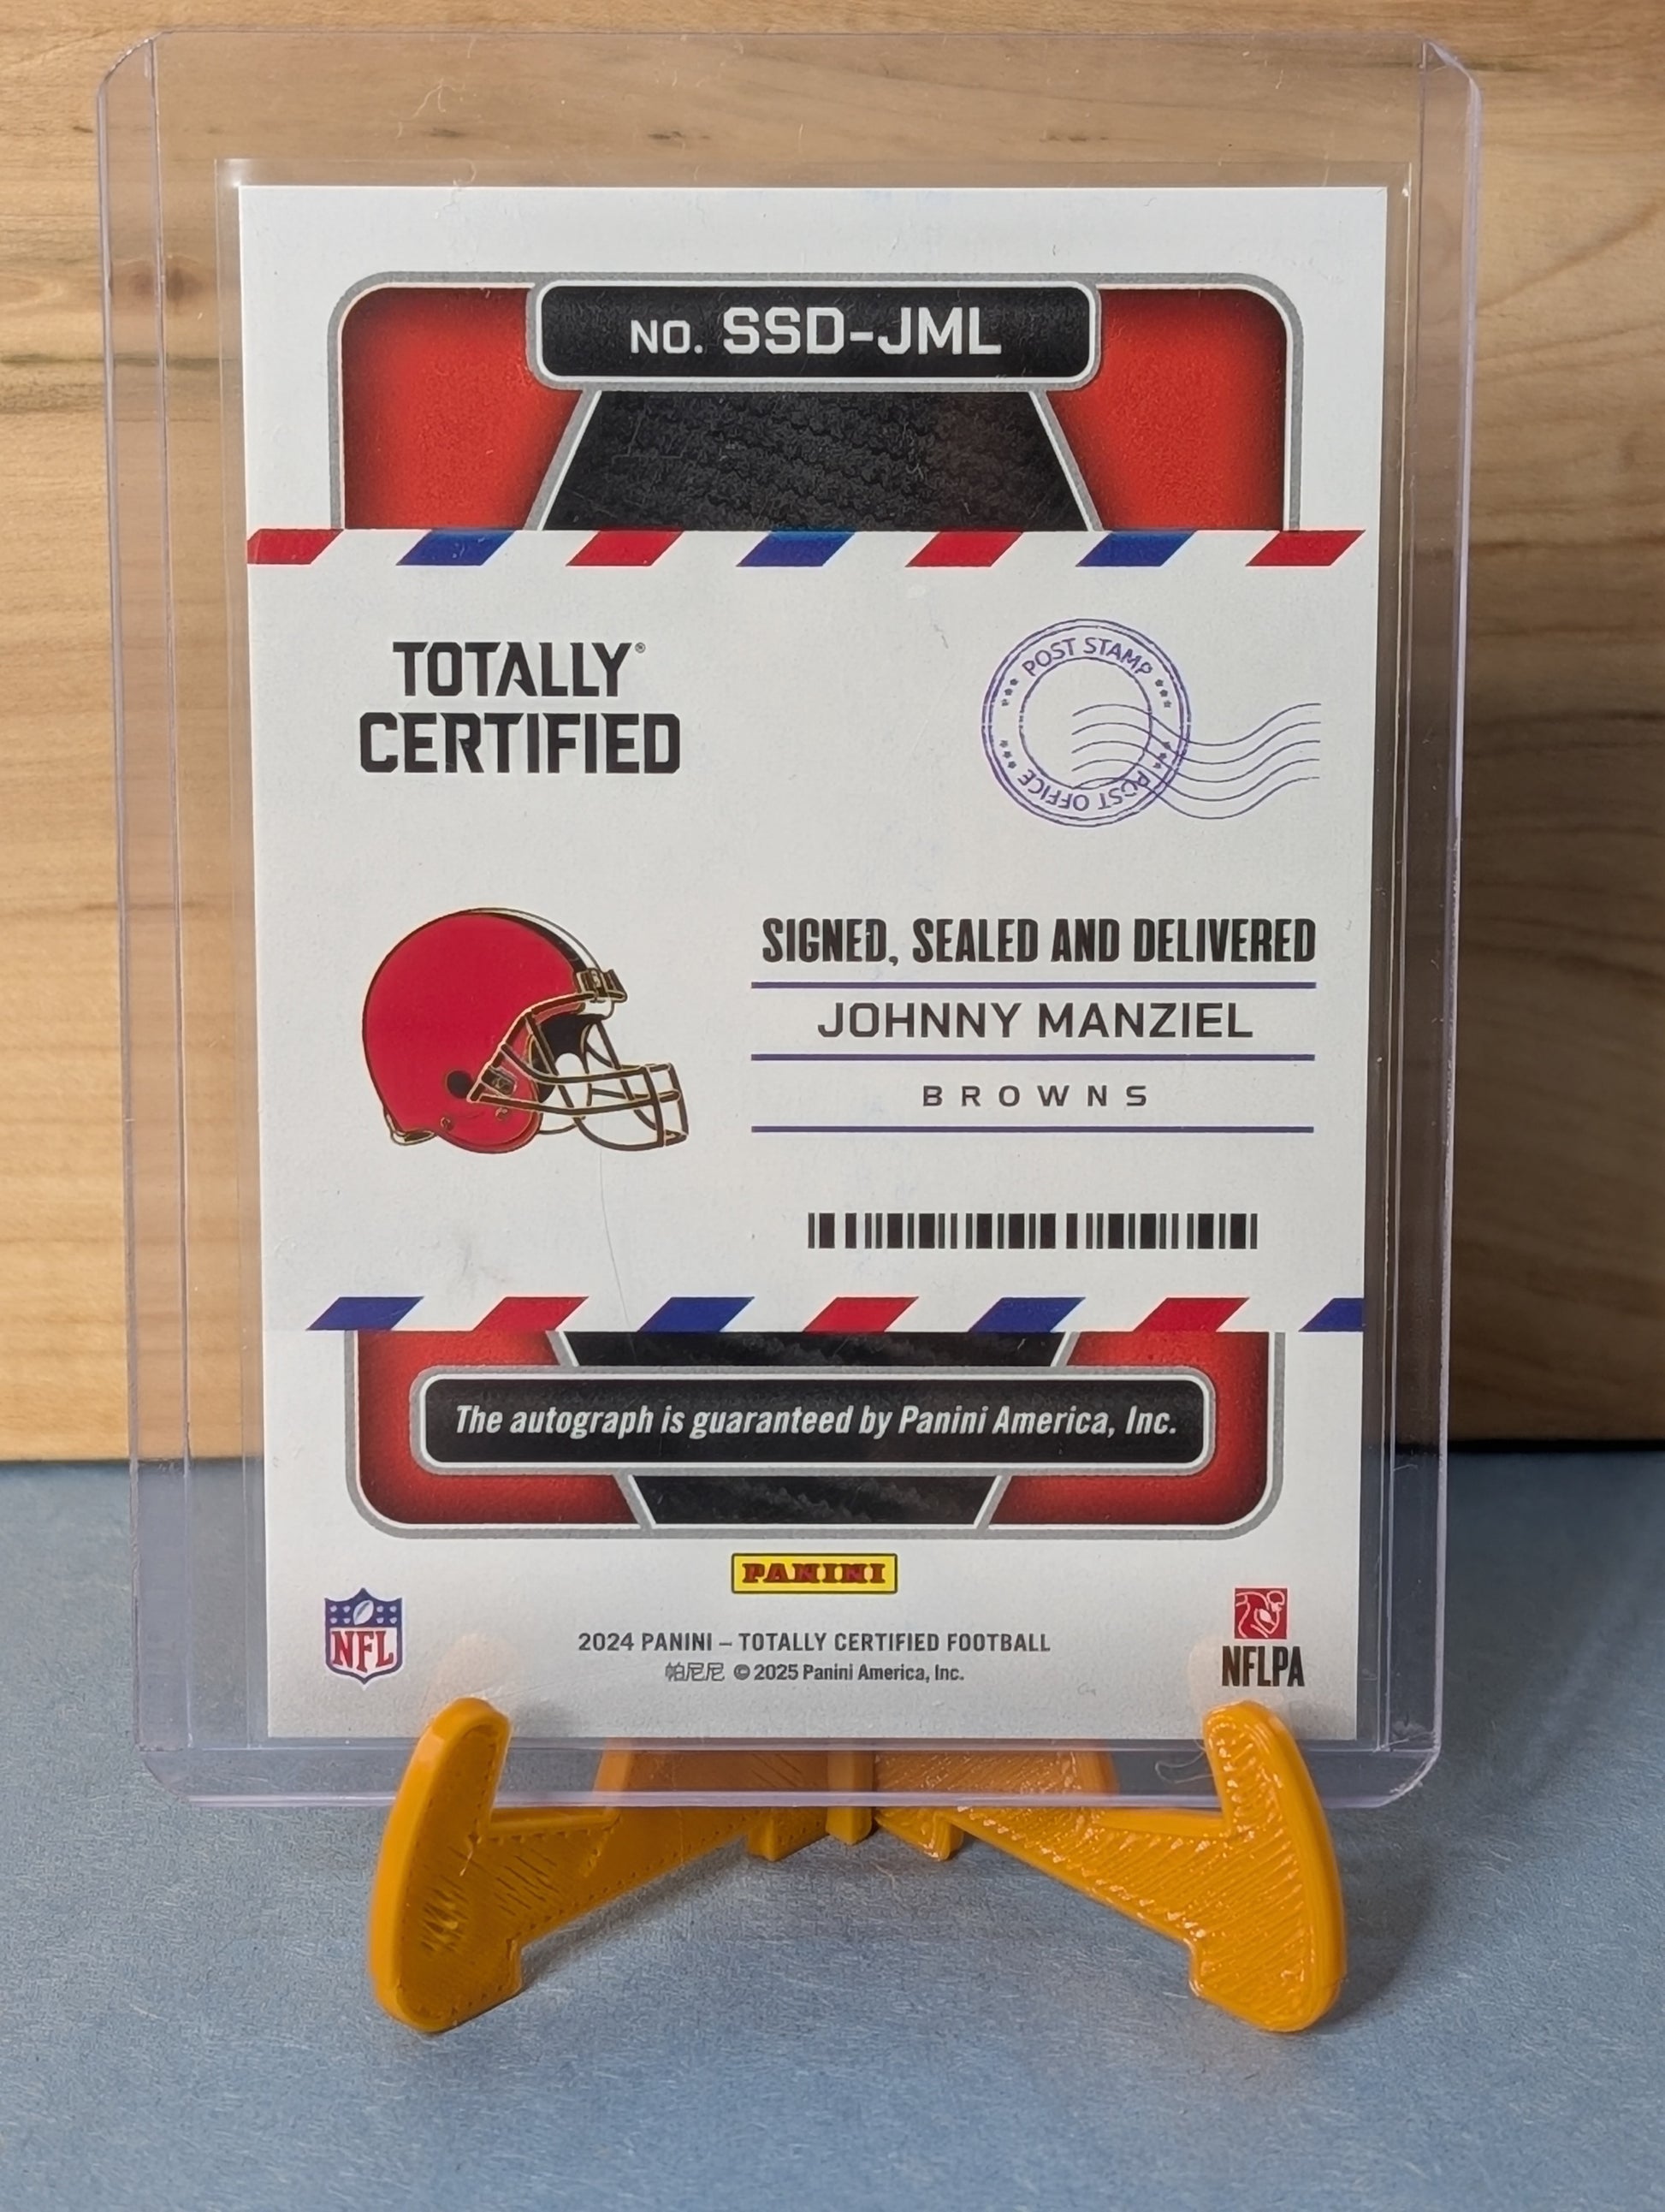 NO. SSD-JML
TOTALLY®
CERTIFIED
POST STAMP
POST OFFICE
SIGNED, SEALED AND DELIVERED
JOHNNY MANZIEL
BROWNS
The autograph is guaranteed by Panini America, Inc.
PANINI
NFL
2024 PANINI – TOTALLY CERTIFIED FOOTBALL
帕尼尼 © 2025 Panini America, Inc.
NFLPA